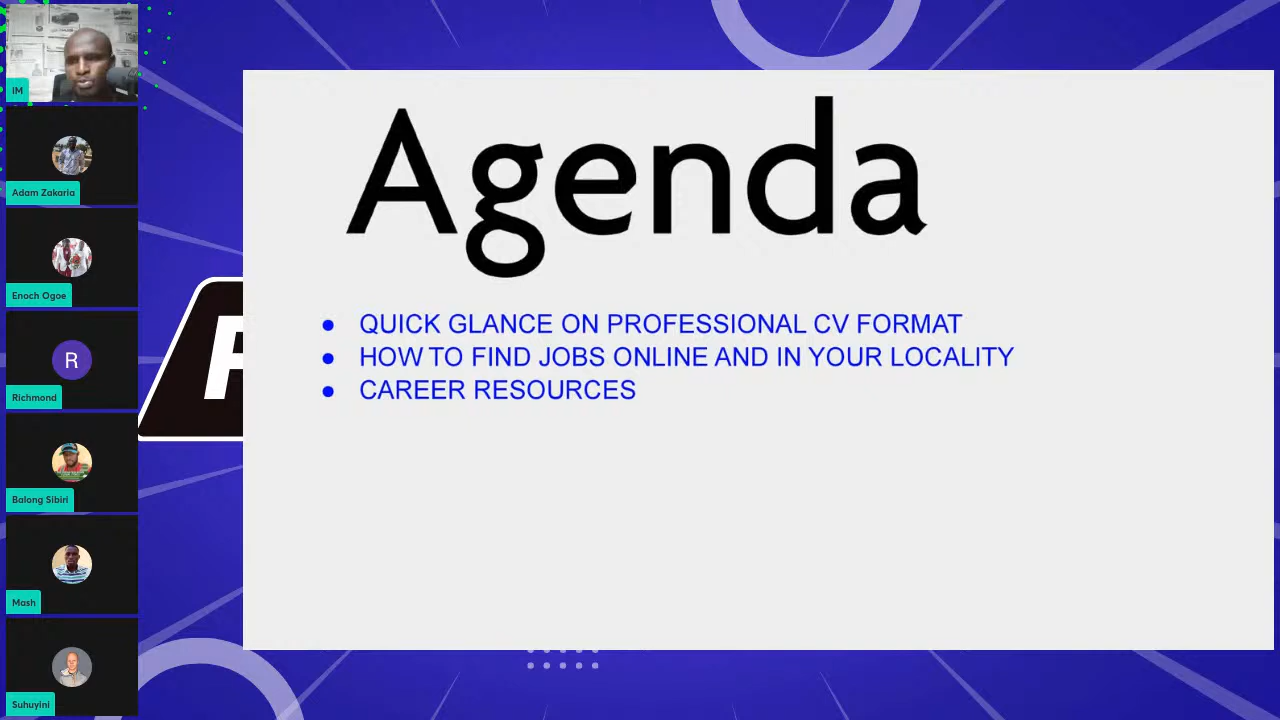 IM
Adam Zakaria
Enoch Ogoe
R
Richmond
Balong Sibiri
Mash
Suhuyini
Agenda
● QUICK GLANCE ON PROFESSIONAL CV FORMAT
● HOW TO FIND JOBS ONLINE AND IN YOUR LOCALITY
● CAREER RESOURCES